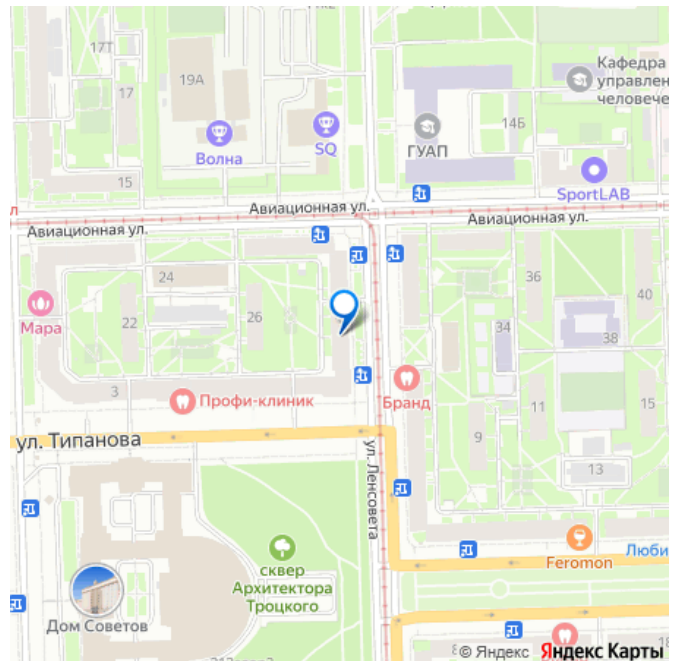 17Т
17
19А
Волна
SQ
ГУАП
14Б
Кафедра
управлен
человече
SportLAB
15
Авиационная ул.
Авиационная ул.
Авиационная ул.
24
22
26
Мара
3
Профи-клиник
Бранд
36
34
38
40
9
11
15
13
ул. Типанова
ул. Ленсовета
сквер
Архитектора
Троцкого
Дом Советов
Feromon
Люби
8
© Яндекс Яндекс Карты